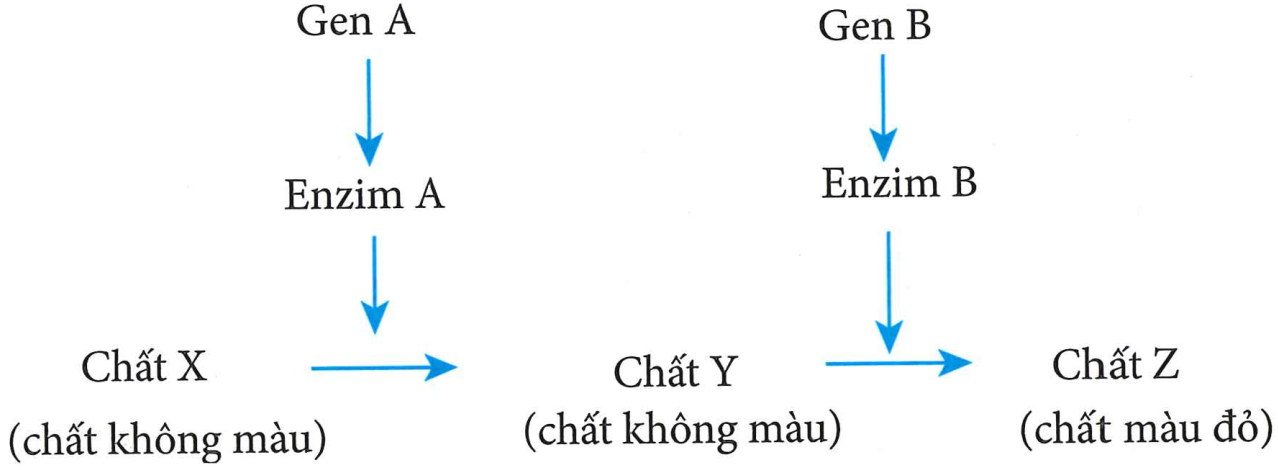 Gen A
Gen B
Enzim A
Enzim B
Chất X
Chất Y
Chất Z
(chất không màu)
(chất không màu)
(chất màu đỏ)